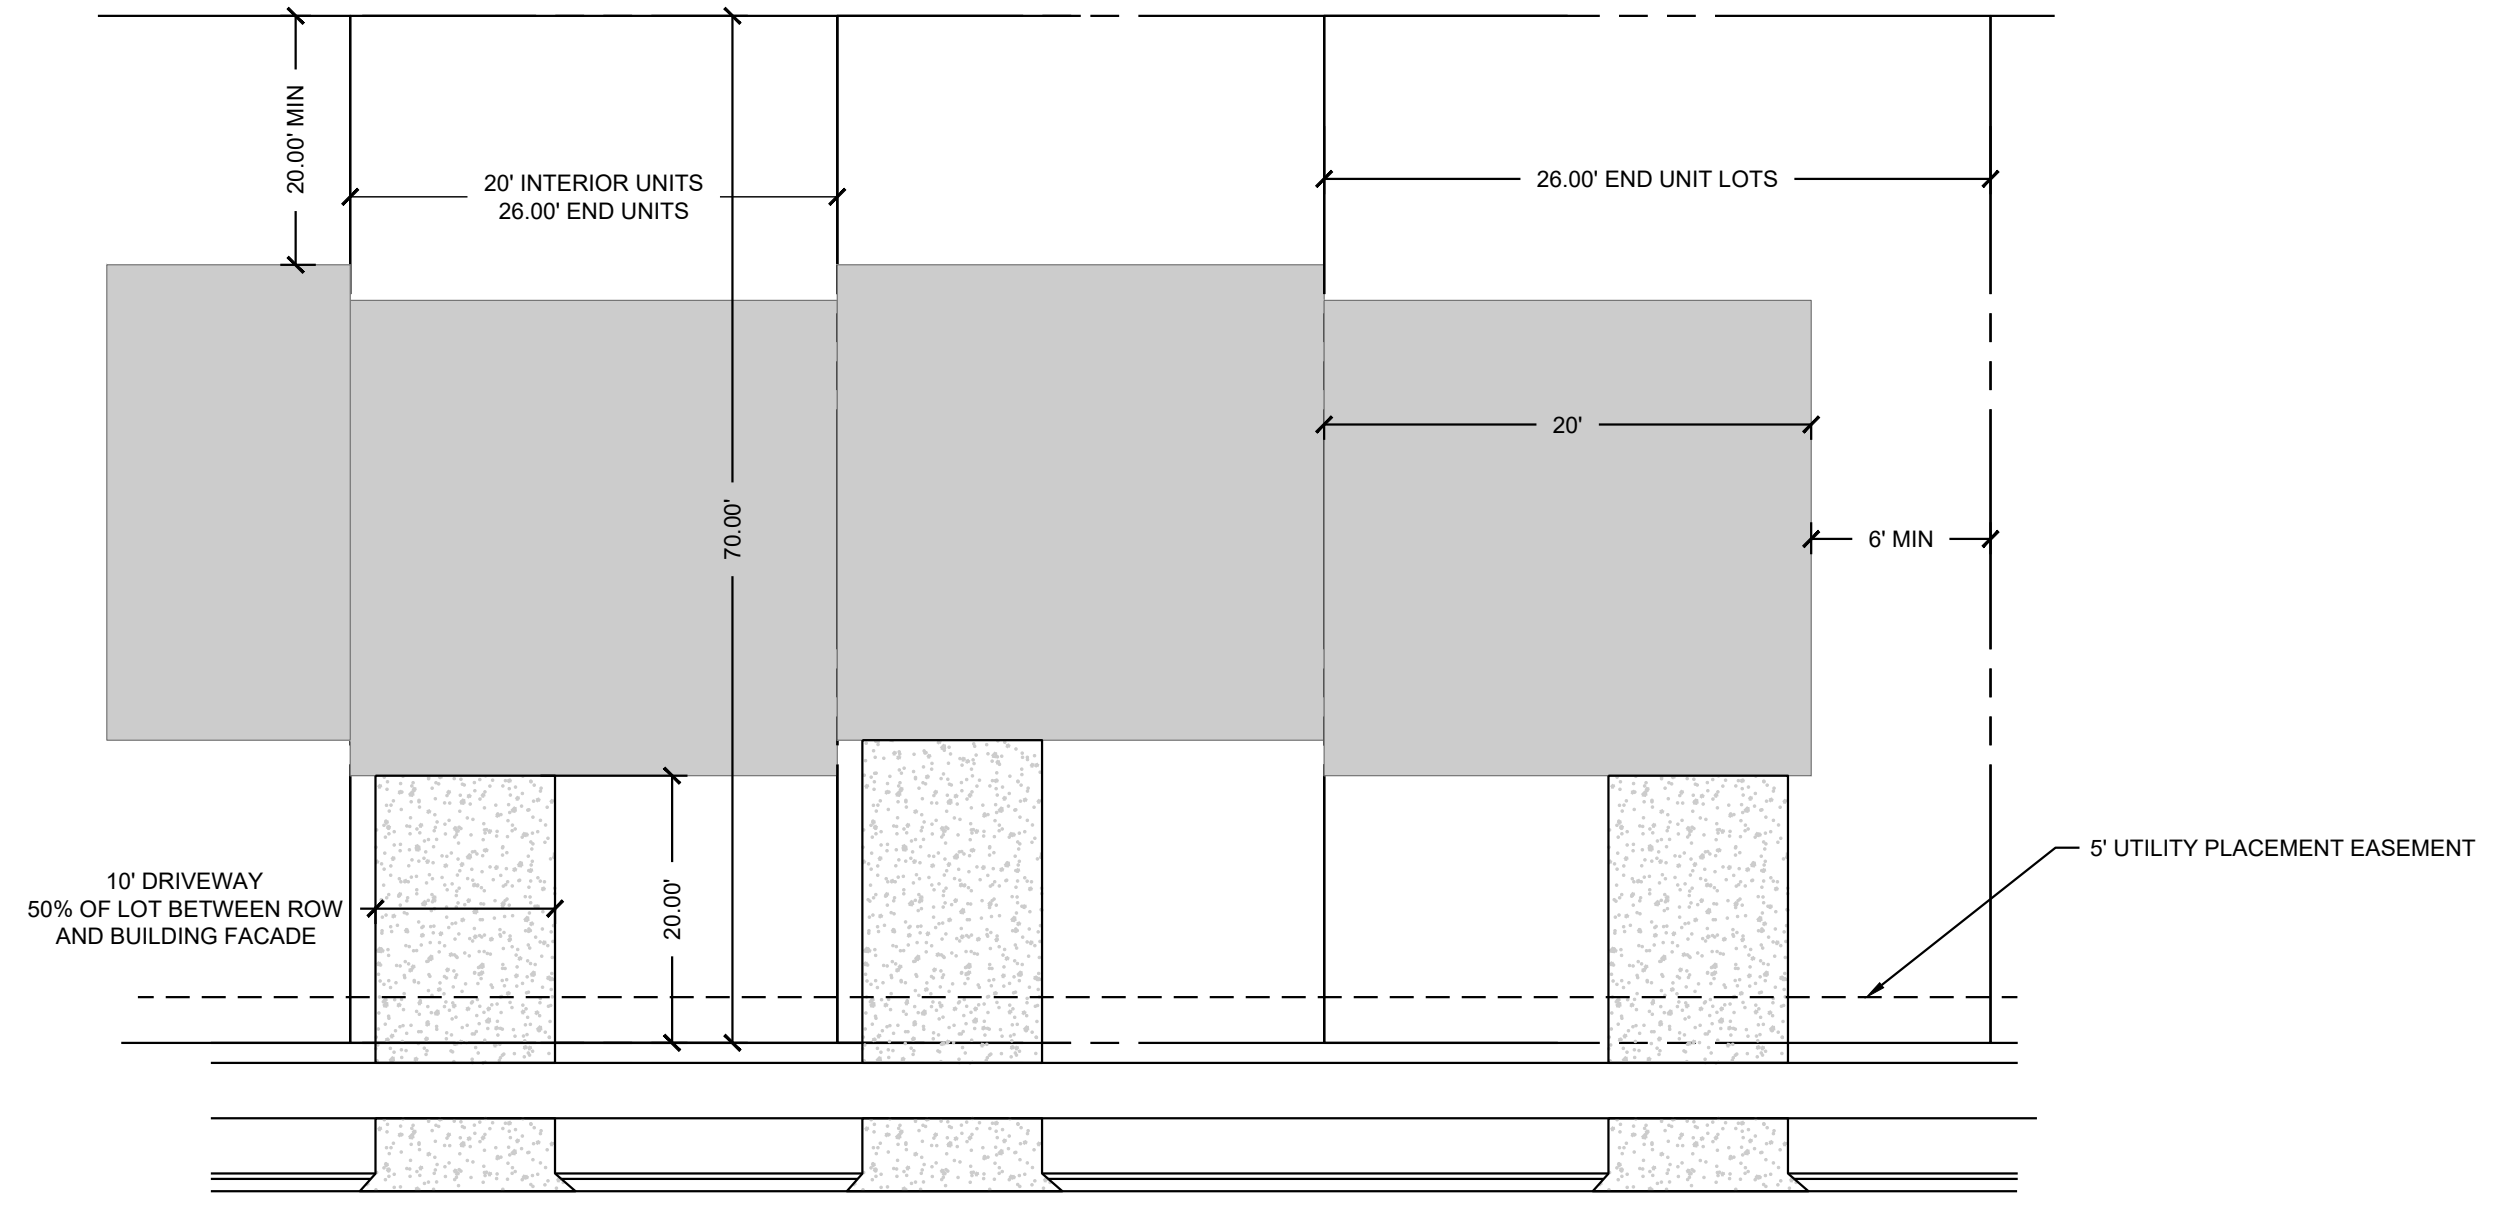 20.00' MIN
20' INTERIOR UNITS
26.00' END UNITS
26.00' END UNIT LOTS
20'
70.00'
6' MIN
5' UTILITY PLACEMENT EASEMENT
10' DRIVEWAY
50% OF LOT BETWEEN ROW
AND BUILDING FACADE
20.00'